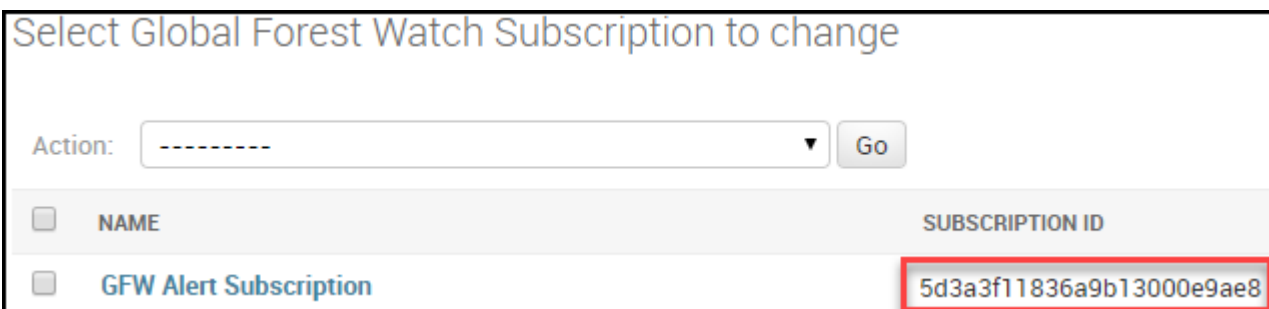 Select Global Forest Watch Subscription to change
Action: --------- Go
NAME SUBSCRIPTION ID
GFW Alert Subscription 5d3a3f11836a9b13000e9ae8